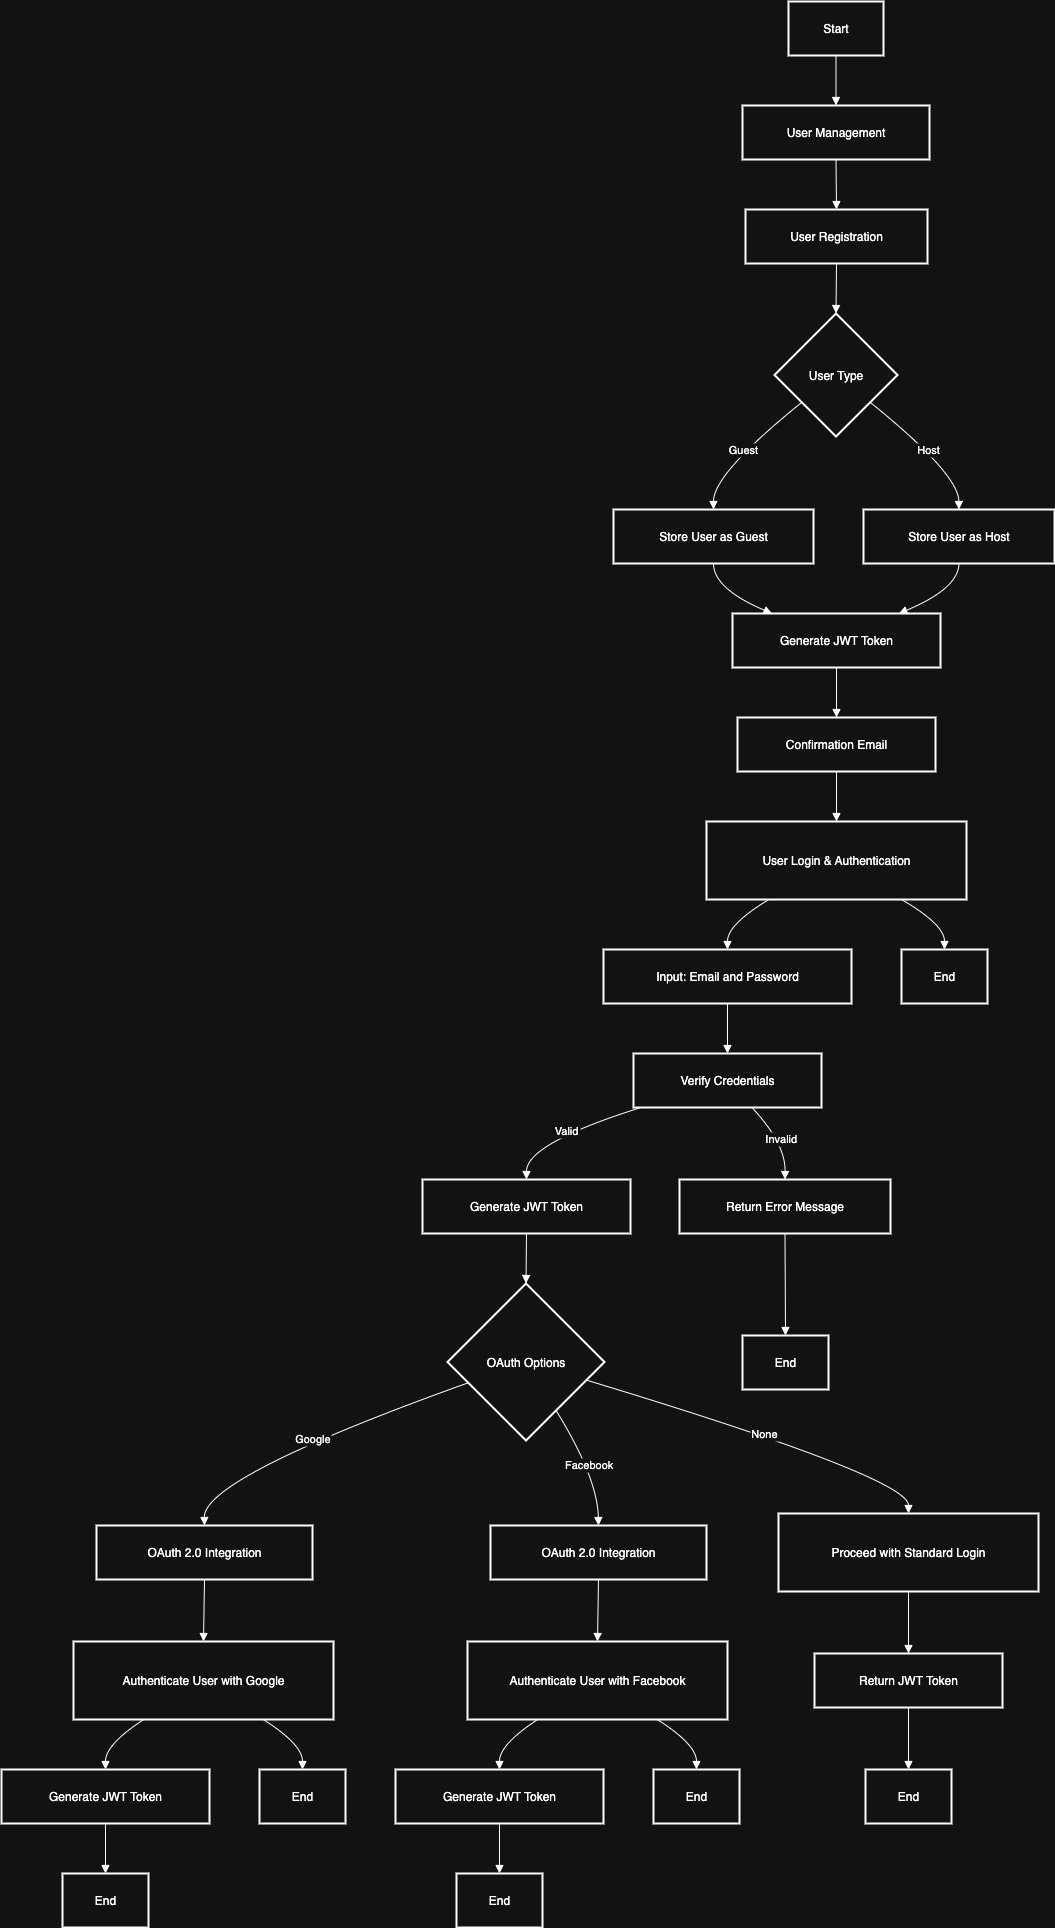 Start
User Management
User Registration
User Type
Guest
Host
Store User as Guest
Store User as Host
Generate JWT Token
Confirmation Email
User Login & Authentication
Input: Email and Password
End
Verify Credentials
Valid
Invalid
Generate JWT Token
Return Error Message
OAuth Options
End
Google
Facebook
None
OAuth 2.0 Integration
OAuth 2.0 Integration
Proceed with Standard Login
Authenticate User with Google
Authenticate User with Facebook
Return JWT Token
Generate JWT Token
End
Generate JWT Token
End
End
End
End